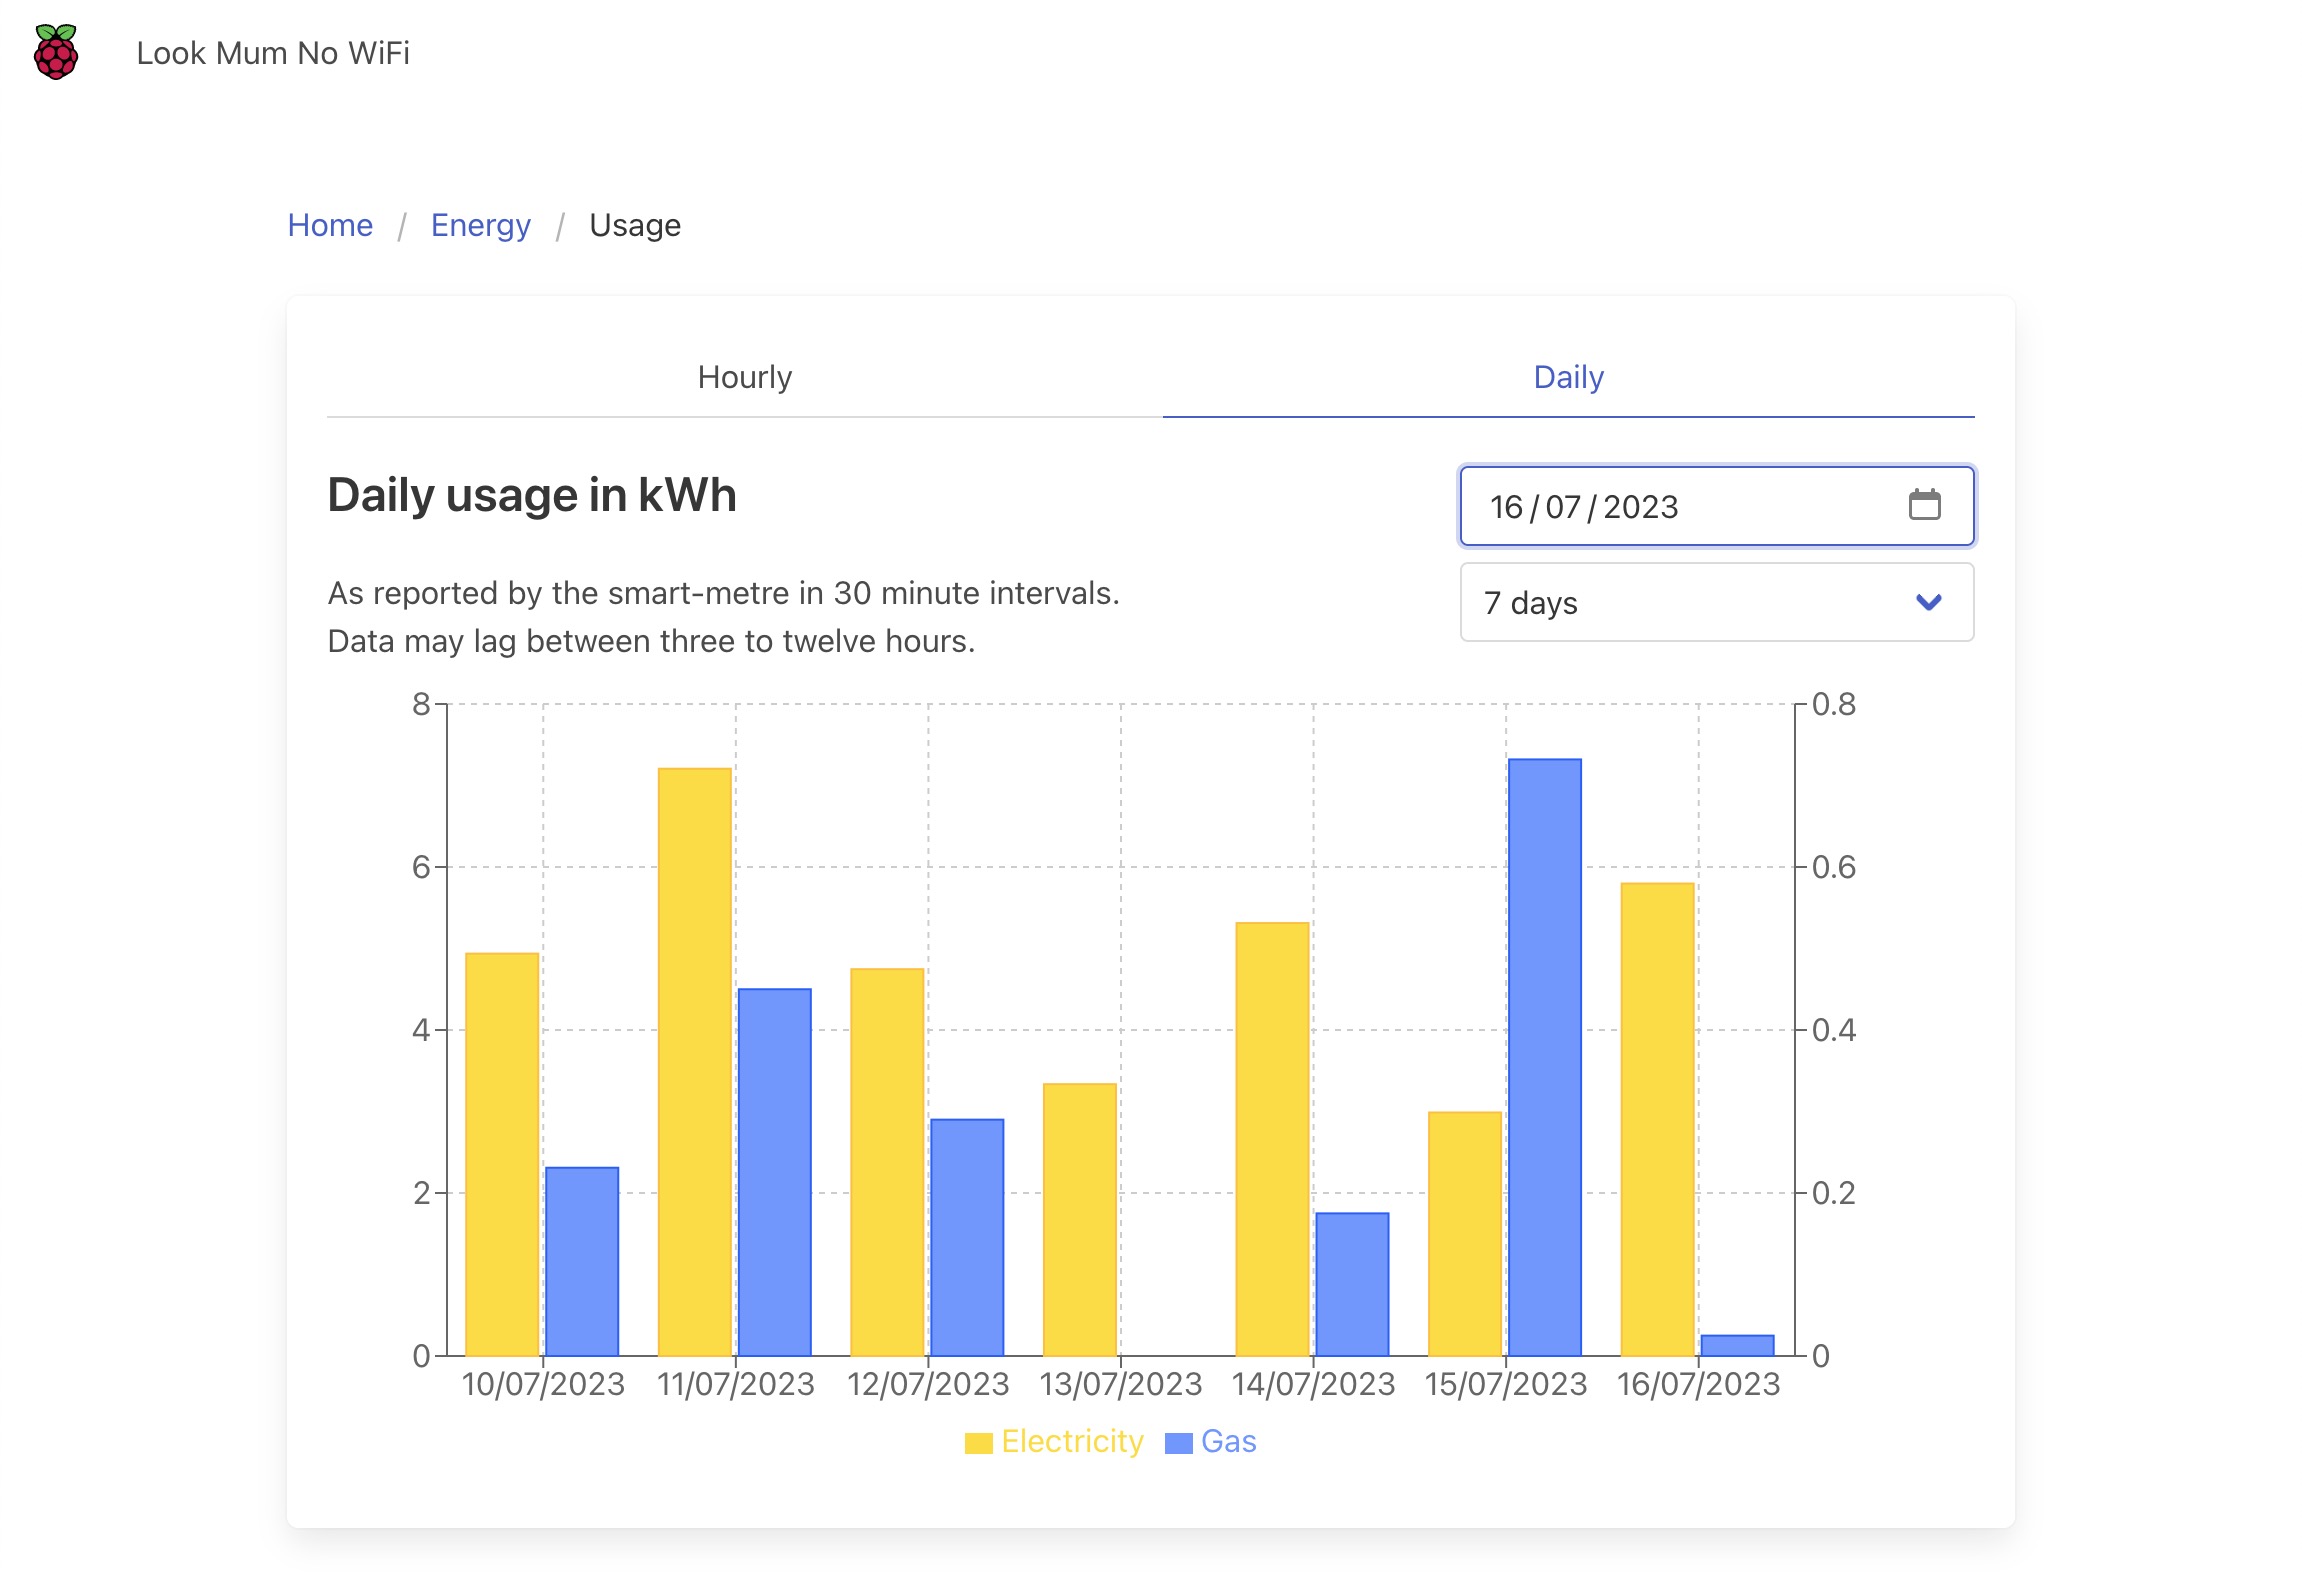 Look Mum No WiFi
Home / Energy / Usage
Hourly Daily
Daily usage in kWh
16/07/2023
As reported by the smart-metre in 30 minute intervals.
Data may lag between three to twelve hours.
7 days
8 0.8
6 0.6
4 0.4
2 0.2
0 0
10/07/2023 11/07/2023 12/07/2023 13/07/2023 14/07/2023 15/07/2023 16/07/2023
Electricity Gas